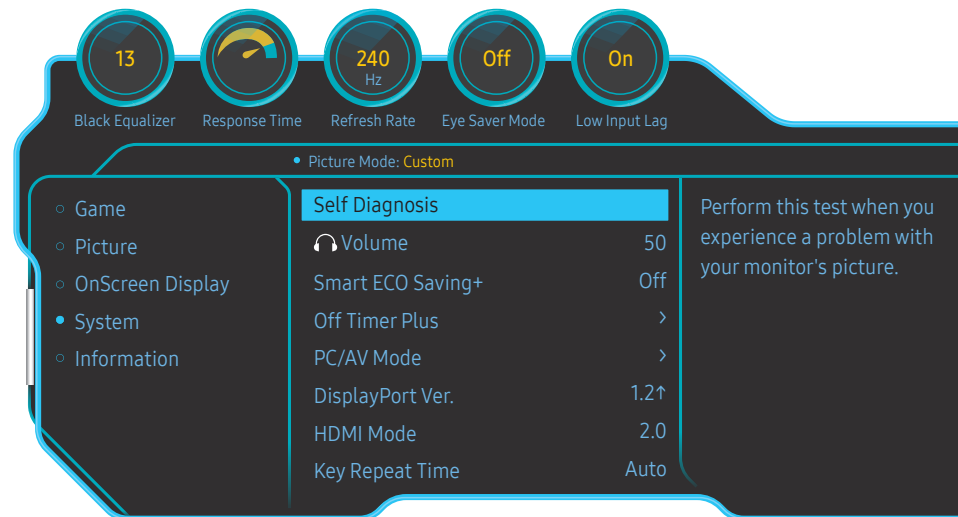 13
240
Hz
Off
On
Black Equalizer
Response Time
Refresh Rate
Eye Saver Mode
Low Input Lag
Picture Mode: Custom
Game
Picture
OnScreen Display
System
Information
Self Diagnosis
Volume 50
Smart ECO Saving+ Off
Off Timer Plus >
PC/AV Mode >
DisplayPort Ver. 1.2↑
HDMI Mode 2.0
Key Repeat Time Auto
Perform this test when you
experience a problem with
your monitor's picture.